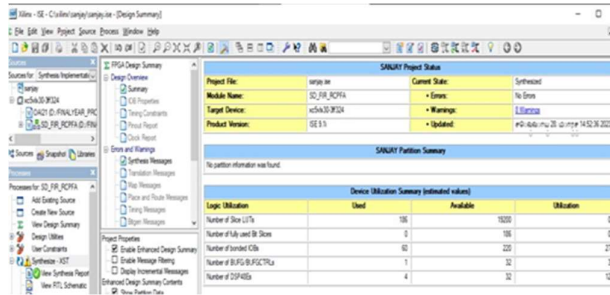 Xilinx - ISE - C:\xilinx\sanjay\sanjay.ise - [Design Summary]
File Edit View Project Source Process Window Help
Sources
Sources for: Synthesis/Implementati
sanjay
xc5vlx30-3ff324
SD_FIR_RCPFA
Sources Snapshot Libraries
Processes
Processes for: SD_FIR_RCPFA
Add Existing Source
Create New Source
View Design Summary
Design Utilities
User Constraints
Synthesize - XST
View Synthesis Report
View RTL Schematic
FPGA Design Summary
Design Overview
Summary
IOB Properties
Timing Constraints
Pinout Report
Clock Report
Errors and Warnings
Synthesis Messages
Translation Messages
Map Messages
Place and Route Messages
Timing Messages
Bitgen Messages
Project Properties
Enable Enhanced Design Summary
Enable Message Filtering
Display Incremental Messages
Enhanced Design Summary Contents
Show Partition Data
SANJAY Project Status
Project File: sanjay.ise Current State: Synthesized
Module Name: SD_FIR_RCPFA • Errors: No Errors
Target Device: xc5vlx30-3ff324 • Warnings:
Product Version: ISE 9.1i • Updated:
SANJAY Partition Summary
No partition information was found.
Device Utilization Summary (estimated values)
Logic Utilization Used Available Utilization
Number of Slice LUTs 186 19200
Number of fully used Bit Slices 0 186
Number of bonded IOBs 60 220
Number of BUFG/BUFGCTRLs 1 32
Number of DSP48Es 4 32